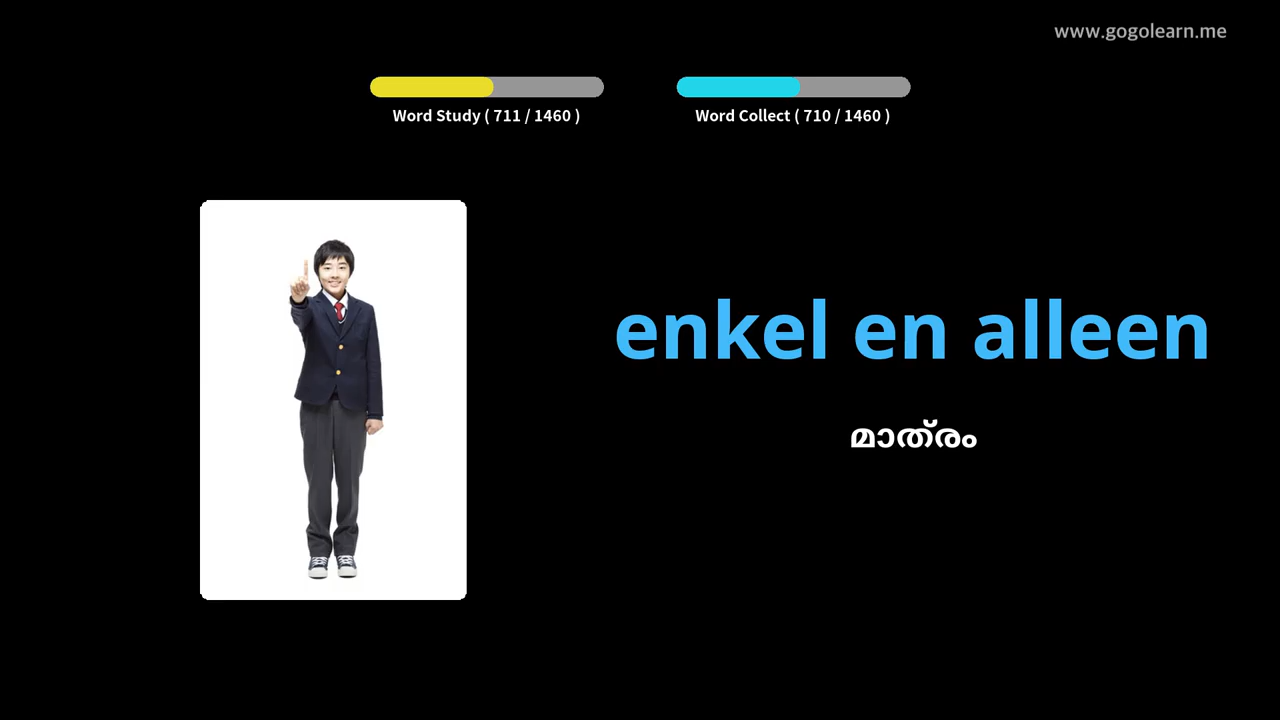 www.gogolearn.me
Word Study ( 711 / 1460 )
Word Collect ( 710 / 1460 )
enkel en alleen
മാത്രം